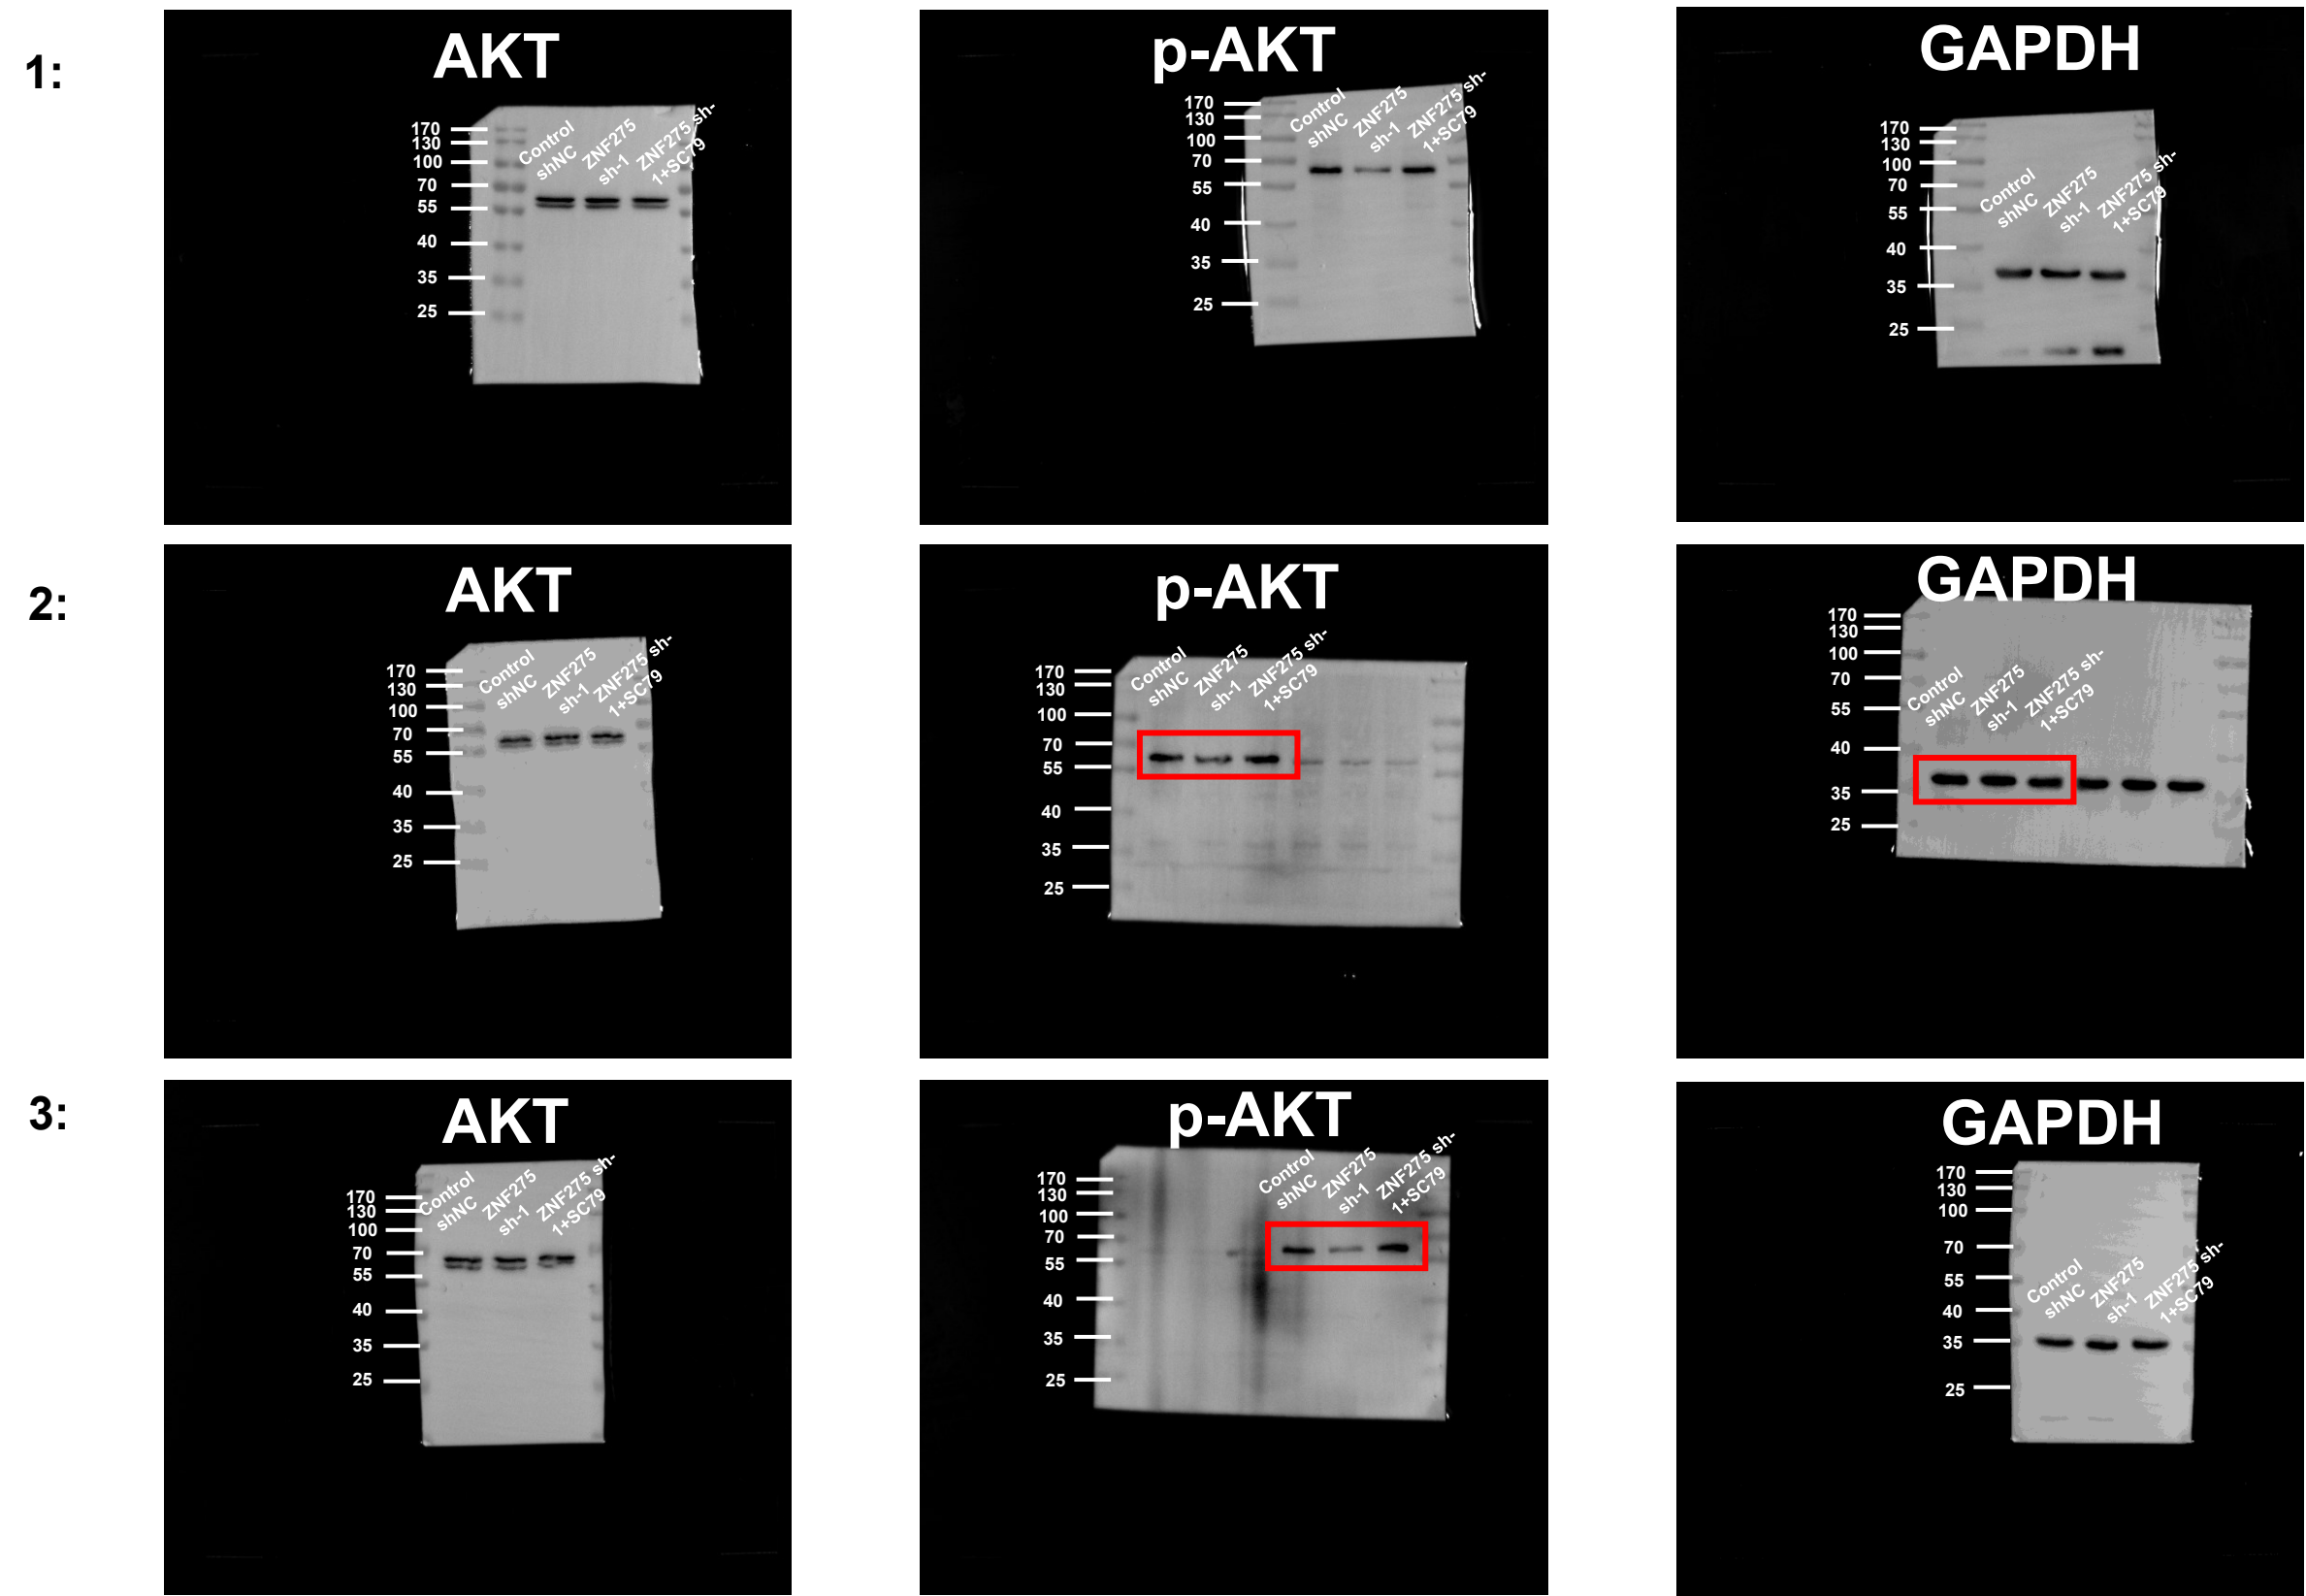 1:
AKT
170
130
100
70
55
40
35
25
Control
shNC
ZNF275
sh-1
ZNF275 sh-
1+SC79
p-AKT
170
130
100
70
55
40
35
25
Control
shNC
ZNF275
sh-1
ZNF275 sh-
1+SC79
GAPDH
170
130
100
70
55
40
35
25
Control
shNC
ZNF275
sh-1
ZNF275 sh-
1+SC79
2:
AKT
170
130
100
70
55
40
35
25
Control
shNC
ZNF275
sh-1
ZNF275 sh-
1+SC79
p-AKT
170
130
100
70
55
40
35
25
Control
shNC
ZNF275
sh-1
ZNF275 sh-
1+SC79
GAPDH
170
130
100
70
55
40
35
25
Control
shNC
ZNF275
sh-1
ZNF275 sh-
1+SC79
3:
AKT
170
130
100
70
55
40
35
25
Control
shNC
ZNF275
sh-1
ZNF275 sh-
1+SC79
p-AKT
170
130
100
70
55
40
35
25
Control
shNC
ZNF275
sh-1
ZNF275 sh-
1+SC79
GAPDH
170
130
100
70
55
40
35
25
Control
shNC
ZNF275
sh-1
ZNF275 sh-
1+SC79